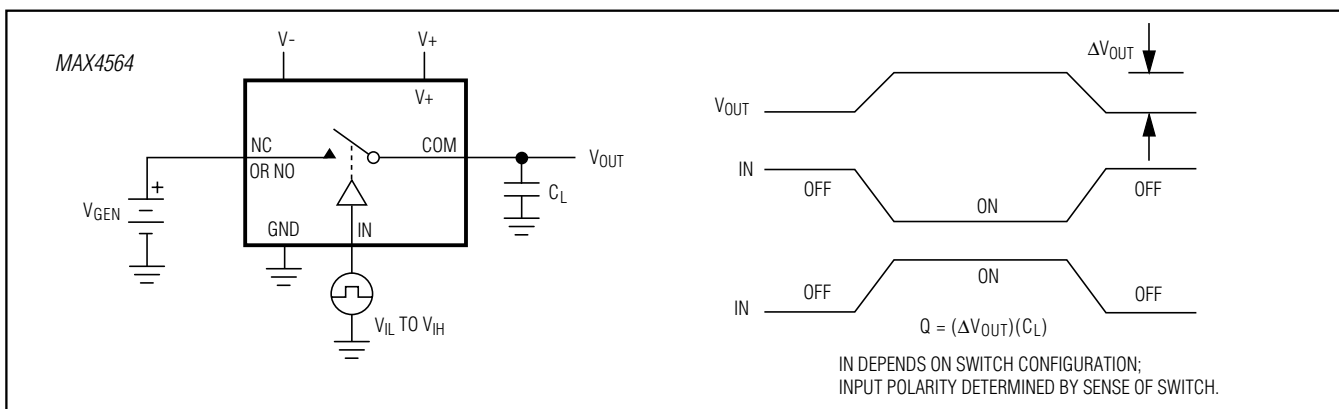 MAX4564
V-
V+
V+
NC
OR NO
COM
VOUT
CL
VGEN
+
GND
IN
VIL TO VIH
ΔVOUT
VOUT
IN
OFF
ON
OFF
IN
OFF
ON
OFF
Q = (ΔVOUT)(CL)
IN DEPENDS ON SWITCH CONFIGURATION;
INPUT POLARITY DETERMINED BY SENSE OF SWITCH.